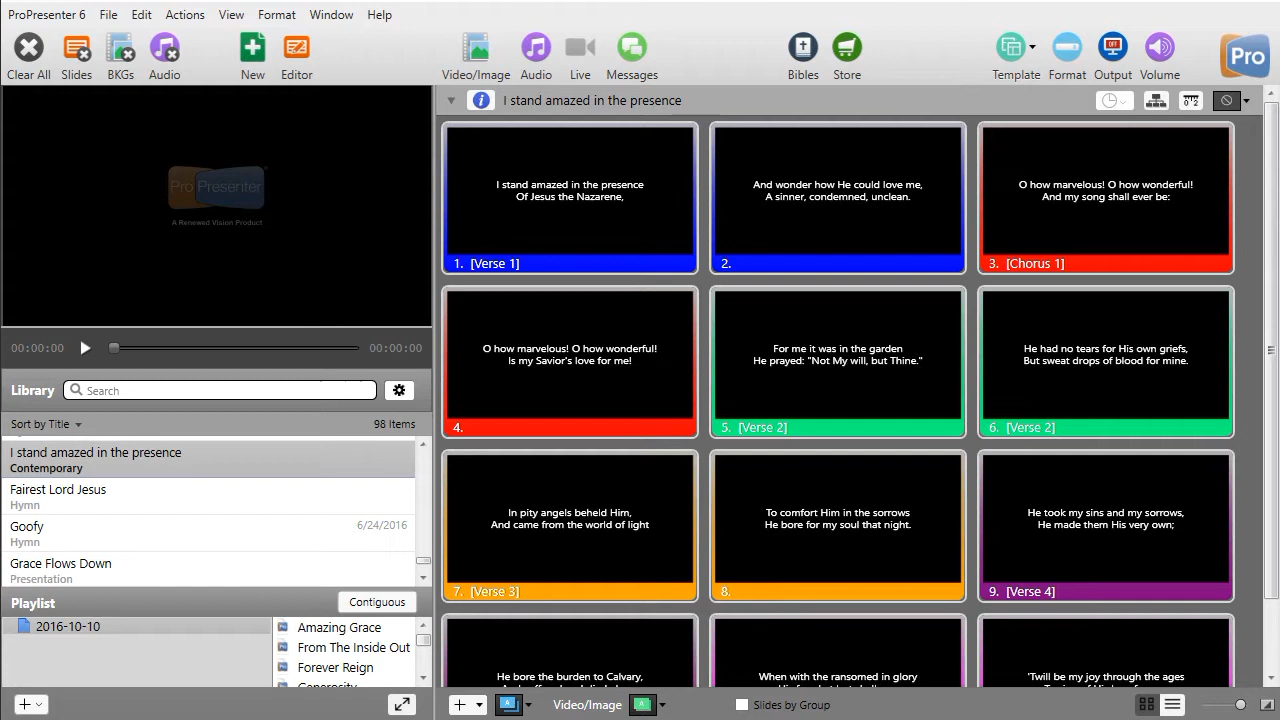 ProPresenter 6 File Edit Actions View Format Window Help
Clear All Slides BKGs Audio New Editor Video/Image Audio Live Messages Bibles Store Template Format Output Volume
Pro
I stand amazed in the presence
Pro Presenter
A Renewed Vision Product
00:00:00 00:00:00
Library Search
Sort by Title 98 Items
I stand amazed in the presence
Contemporary
Fairest Lord Jesus
Hymn
Goofy 6/24/2016
Hymn
Grace Flows Down
Presentation
Playlist Contiguous
2016-10-10
Amazing Grace
From The Inside Out
Forever Reign
I stand amazed in the presence
Of Jesus the Nazarene,
1. [Verse 1]
And wonder how He could love me,
A sinner, condemned, unclean.
2.
O how marvelous! O how wonderful!
And my song shall ever be:
3. [Chorus 1]
O how marvelous! O how wonderful!
Is my Savior's love for me!
4.
For me it was in the garden
He prayed: "Not My will, but Thine."
5. [Verse 2]
He had no tears for His own griefs,
But sweat drops of blood for mine.
6. [Verse 2]
In pity angels beheld Him,
And came from the world of light
7. [Verse 3]
To comfort Him in the sorrows
He bore for my soul that night.
8.
He took my sins and my sorrows,
He made them His very own;
9. [Verse 4]
He bore the burden to Calvary,
When with the ransomed in glory
'Twill be my joy through the ages
Video/Image Slides by Group